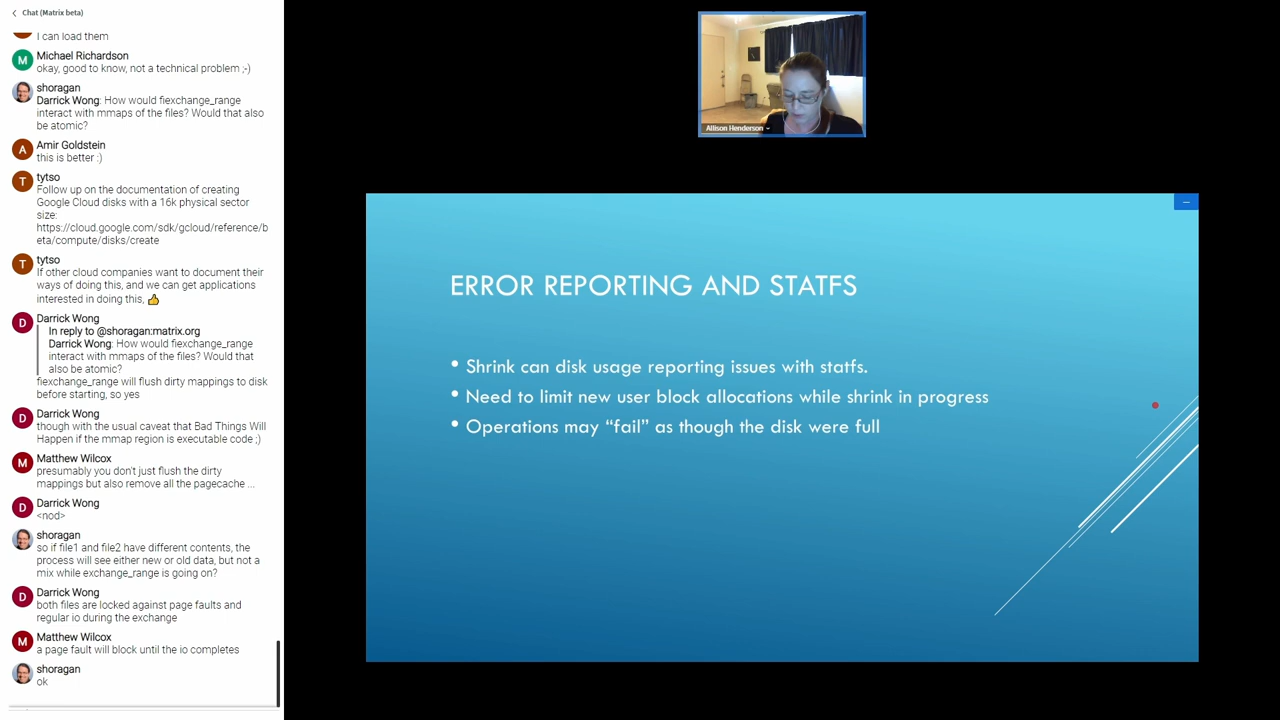 Chat (Matrix beta)
I can load them
M
Michael Richardson
okay, good to know, not a technical problem ;-)
shoragan
Darrick Wong: How would fiexchange_range
interact with mmaps of the files? Would that also
be atomic?
A
Amir Goldstein
this is better :)
T
tytso
Follow up on the documentation of creating
Google Cloud disks with a 16k physical sector
size:
https://cloud.google.com/sdk/gcloud/reference/b
eta/compute/disks/create
T
tytso
If other cloud companies want to document their
ways of doing this, and we can get applications
interested in doing this, 👍
D
Darrick Wong
In reply to @shoragan:matrix.org
Darrick Wong: How would fiexchange_range
interact with mmaps of the files? Would that
also be atomic?
fiexchange_range will flush dirty mappings to disk
before starting, so yes
D
Darrick Wong
though with the usual caveat that Bad Things Will
Happen if the mmap region is executable code ;)
M
Matthew Wilcox
presumably you don't just flush the dirty
mappings but also remove all the pagecache ...
D
Darrick Wong
<nod>
shoragan
so if file1 and file2 have different contents, the
process will see either new or old data, but not a
mix while exchange_range is going on?
D
Darrick Wong
both files are locked against page faults and
regular io during the exchange
M
Matthew Wilcox
a page fault will block until the io completes
shoragan
ok
Allison Henderson
ERROR REPORTING AND STATFS
• Shrink can disk usage reporting issues with statfs.
• Need to limit new user block allocations while shrink in progress
• Operations may “fail” as though the disk were full